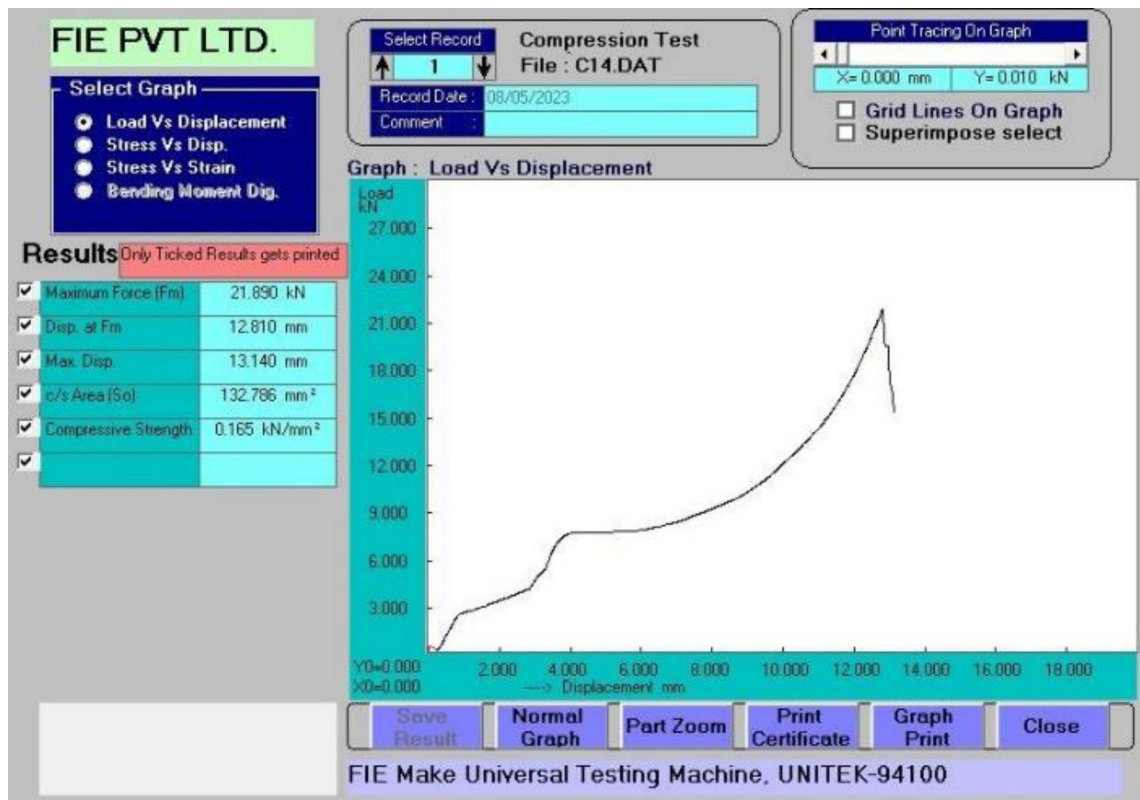 FIE PVT LTD.
Select Graph
Load Vs Displacement
Stress Vs Disp.
Stress Vs Strain
Bending Moment Dig.
Select Record
1
Compression Test
File : C14.DAT
Record Date : 08/05/2023
Comment :
Point Tracing On Graph
X= 0.000 mm Y= 0.010 kN
Grid Lines On Graph
Superimpose select
Results Only Ticked Results gets printed
Maximum Force (Fm) 21.890 kN
Disp. at Fm 12.810 mm
Max. Disp. 13.140 mm
c/s Area (So) 132.786 mm²
Compressive Strength 0.165 kN/mm²
Graph : Load Vs Displacement
Load
kN
27.000
24.000
21.000
18.000
15.000
12.000
9.000
6.000
3.000
Y0=0.000
X0=0.000
2.000 4.000 6.000 8.000 10.000 12.000 14.000 16.000 18.000
----> Displacement mm
Save Result
Normal Graph
Part Zoom
Print Certificate
Graph Print
Close
FIE Make Universal Testing Machine, UNITEK-94100